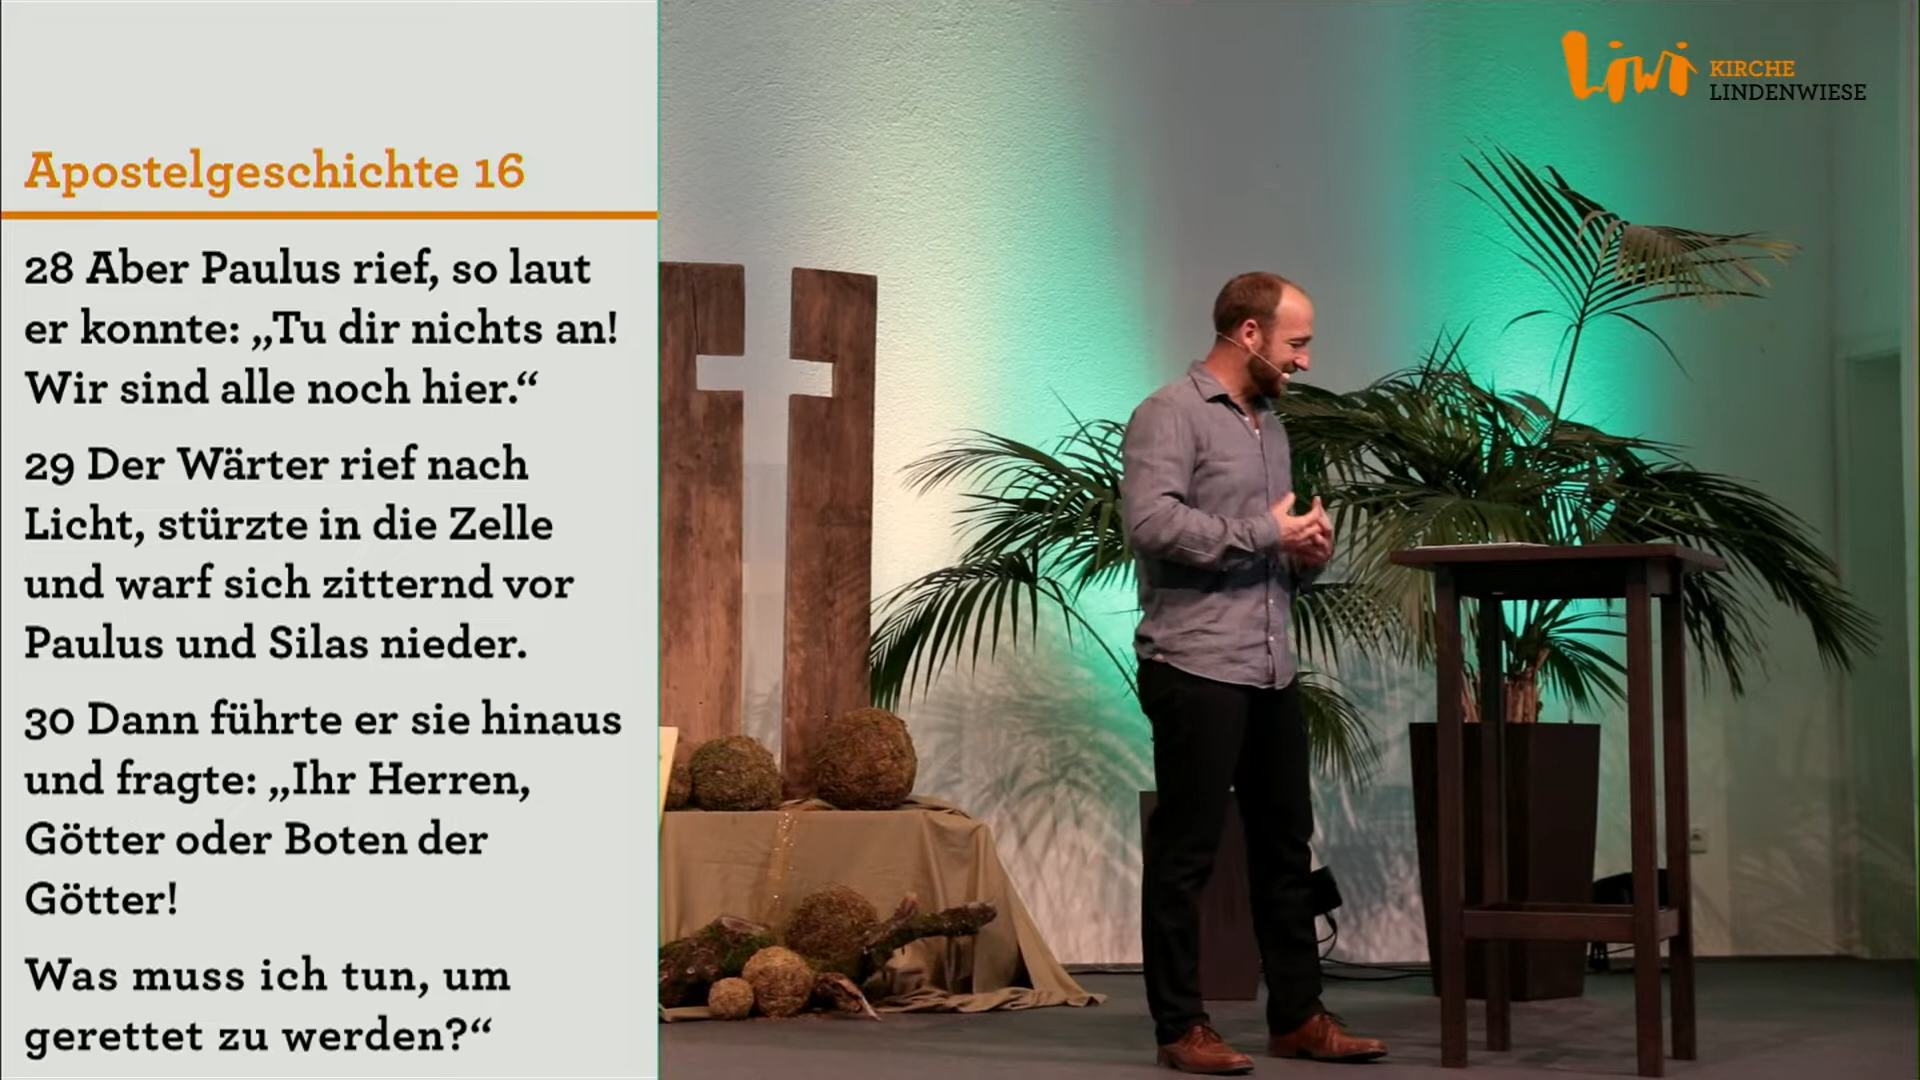 Apostelgeschichte 16
28 Aber Paulus rief, so laut
er konnte: „Tu dir nichts an!
Wir sind alle noch hier.“
29 Der Wärter rief nach
Licht, stürzte in die Zelle
und warf sich zitternd vor
Paulus und Silas nieder.
30 Dann führte er sie hinaus
und fragte: „Ihr Herren,
Götter oder Boten der
Götter!
Was muss ich tun, um
gerettet zu werden?“
Liwi
KIRCHE
LINDENWIESE